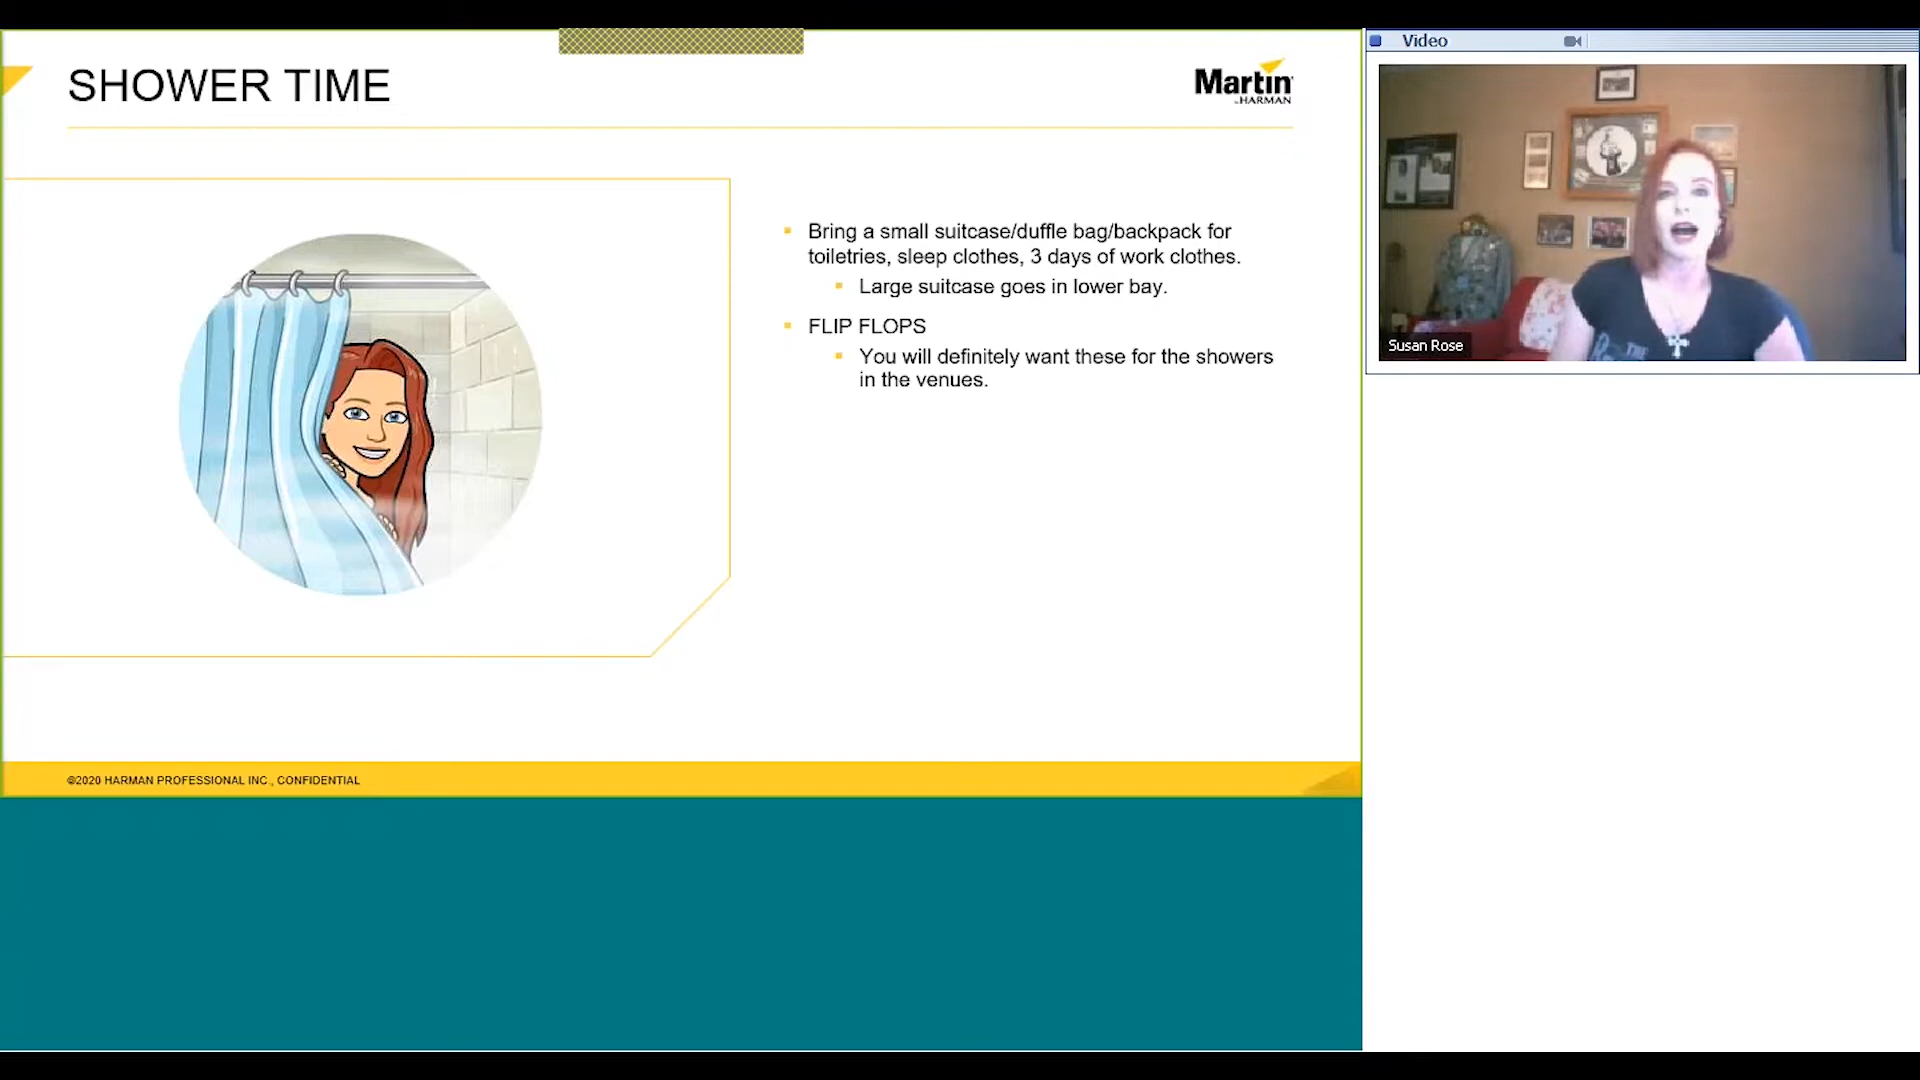 SHOWER TIME
Martin
by HARMAN
Bring a small suitcase/duffle bag/backpack for
toiletries, sleep clothes, 3 days of work clothes.
Large suitcase goes in lower bay.
FLIP FLOPS
You will definitely want these for the showers
in the venues.
©2020 HARMAN PROFESSIONAL INC., CONFIDENTIAL
Video
Susan Rose